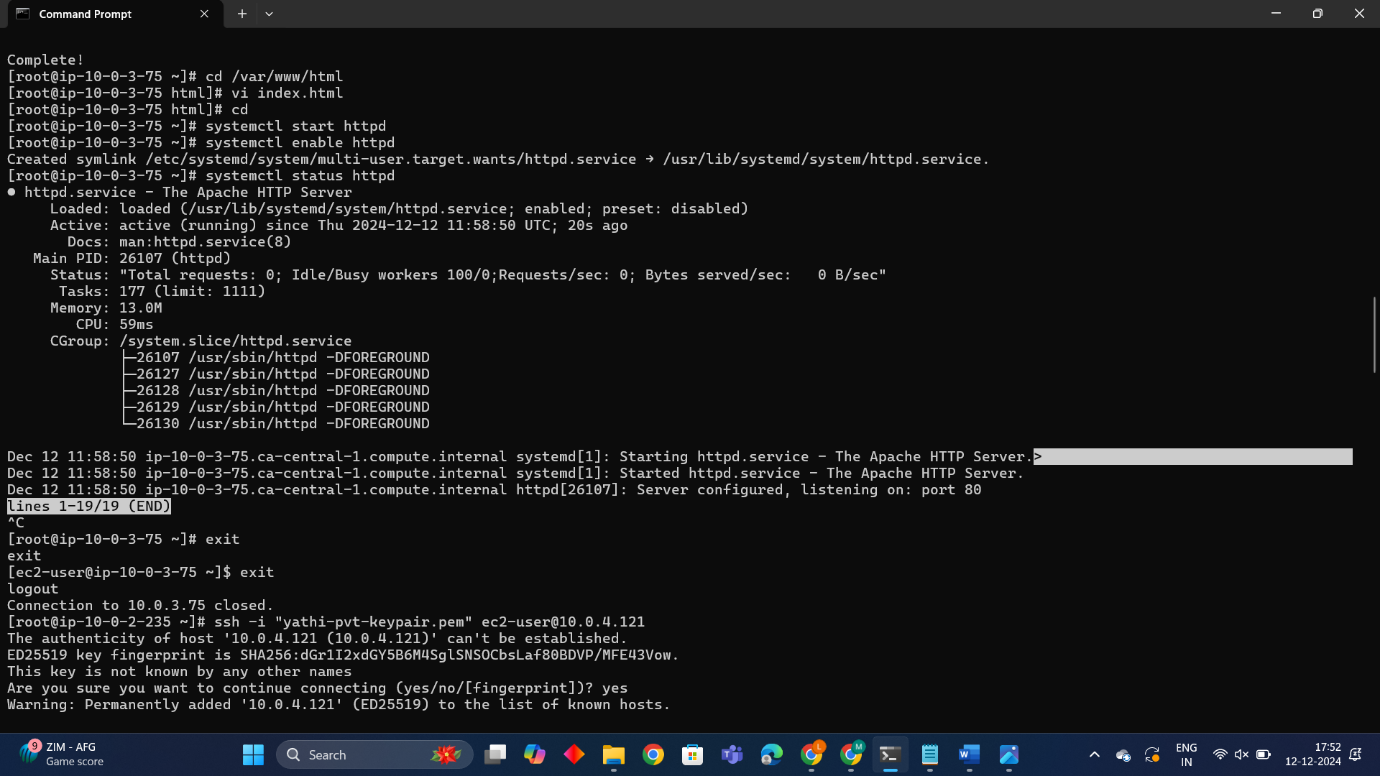 Command Prompt
Complete!
[root@ip-10-0-3-75 ~]# cd /var/www/html
[root@ip-10-0-3-75 html]# vi index.html
[root@ip-10-0-3-75 html]# cd
[root@ip-10-0-3-75 ~]# systemctl start httpd
[root@ip-10-0-3-75 ~]# systemctl enable httpd
Created symlink /etc/systemd/system/multi-user.target.wants/httpd.service → /usr/lib/systemd/system/httpd.service.
[root@ip-10-0-3-75 ~]# systemctl status httpd
● httpd.service - The Apache HTTP Server
     Loaded: loaded (/usr/lib/systemd/system/httpd.service; enabled; preset: disabled)
     Active: active (running) since Thu 2024-12-12 11:58:50 UTC; 20s ago
       Docs: man:httpd.service(8)
   Main PID: 26107 (httpd)
     Status: "Total requests: 0; Idle/Busy workers 100/0;Requests/sec: 0; Bytes served/sec:   0 B/sec"
      Tasks: 177 (limit: 1111)
     Memory: 13.0M
        CPU: 59ms
     CGroup: /system.slice/httpd.service
             ├─26107 /usr/sbin/httpd -DFOREGROUND
             ├─26127 /usr/sbin/httpd -DFOREGROUND
             ├─26128 /usr/sbin/httpd -DFOREGROUND
             ├─26129 /usr/sbin/httpd -DFOREGROUND
             └─26130 /usr/sbin/httpd -DFOREGROUND
Dec 12 11:58:50 ip-10-0-3-75.ca-central-1.compute.internal systemd[1]: Starting httpd.service - The Apache HTTP Server.>
Dec 12 11:58:50 ip-10-0-3-75.ca-central-1.compute.internal systemd[1]: Started httpd.service - The Apache HTTP Server.
Dec 12 11:58:50 ip-10-0-3-75.ca-central-1.compute.internal httpd[26107]: Server configured, listening on: port 80
lines 1-19/19 (END)
^C
[root@ip-10-0-3-75 ~]# exit
exit
[ec2-user@ip-10-0-3-75 ~]$ exit
logout
Connection to 10.0.3.75 closed.
[root@ip-10-0-2-235 ~]# ssh -i "yathi-pvt-keypair.pem" ec2-user@10.0.4.121
The authenticity of host '10.0.4.121 (10.0.4.121)' can't be established.
ED25519 key fingerprint is SHA256:dGr1I2xdGY5B6M4SglSNSOCbsLaf80BDVP/MFE43Vow.
This key is not known by any other names
Are you sure you want to continue connecting (yes/no/[fingerprint])? yes
Warning: Permanently added '10.0.4.121' (ED25519) to the list of known hosts.
9
ZIM - AFG
Game score
Search
L
M
ENG
IN
17:52
12-12-2024